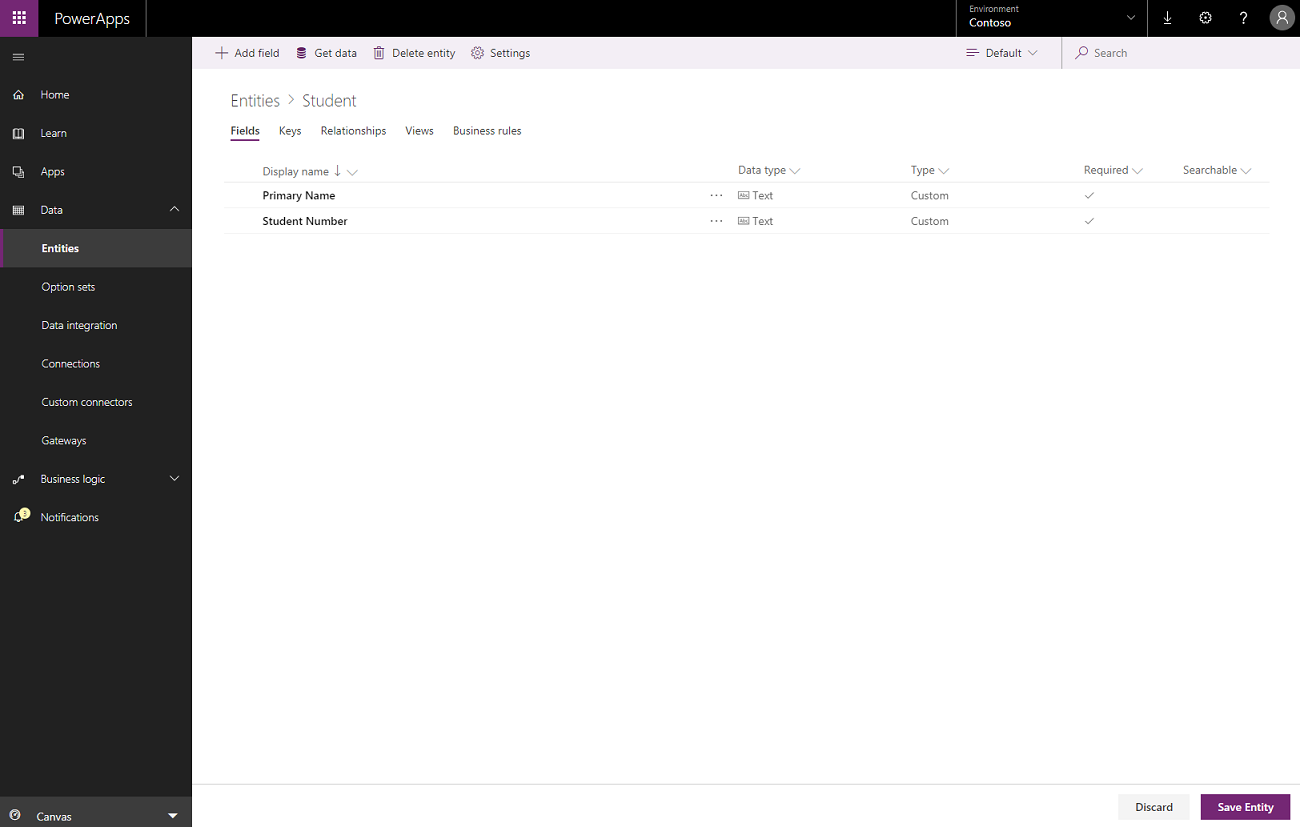 PowerApps
Environment
Contoso
?
Add field Get data Delete entity Settings Default Search
Home
Learn
Apps
Data
Entities
Option sets
Data integration
Connections
Custom connectors
Gateways
Business logic
Notifications
Canvas
Entities > Student
Fields Keys Relationships Views Business rules
Display name Data type Type Required Searchable
Primary Name ··· Abc Text Custom
Student Number ··· Abc Text Custom
Discard Save Entity